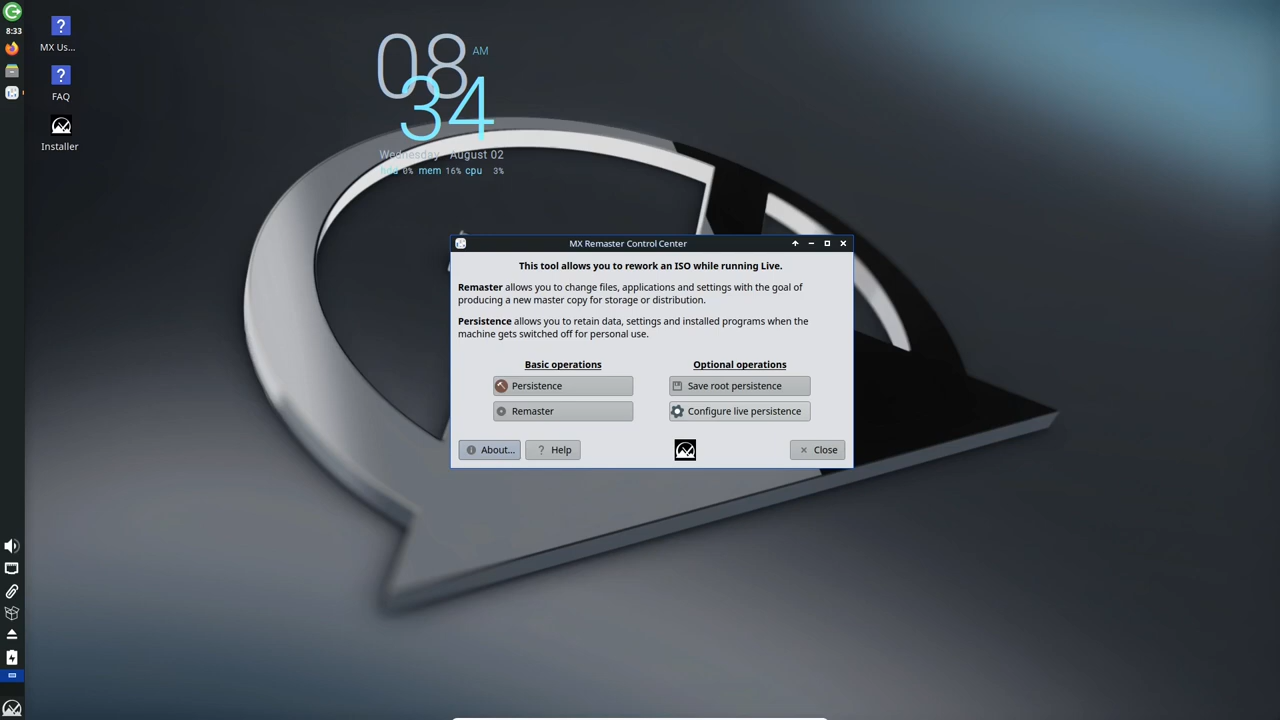 8:33
MX Us...
FAQ
Installer
08 AM
34
Wednesday - August 02
0% mem 16% cpu 3%
MX Remaster Control Center
This tool allows you to rework an ISO while running Live.
Remaster allows you to change files, applications and settings with the goal of
producing a new master copy for storage or distribution.
Persistence allows you to retain data, settings and installed programs when the
machine gets switched off for personal use.
Basic operations
Optional operations
Persistence
Save root persistence
Remaster
Configure live persistence
About...
Help
Close